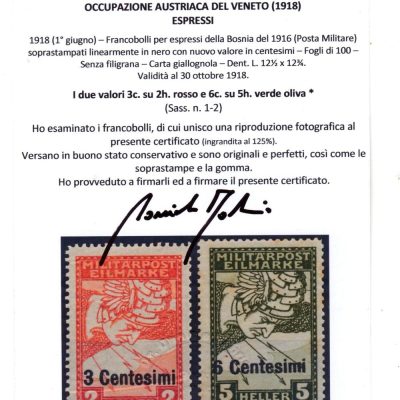 OCCUPAZIONE AUSTRIACA DEL VENETO (1918)
ESPRESSI
1918 (1° giugno) – Francobolli per espressi della Bosnia del 1916 (Posta Militare)
soprastampati linearmente in nero con nuovo valore in centesimi – Fogli di 100 –
Senza filigrana – Carta giallognola – Dent. L. 12½ x 12¾.
Validità al 30 ottobre 1918.
I due valori 3c. su 2h. rosso e 6c. su 5h. verde oliva *
(Sass. n. 1-2)
Ho esaminato i francobolli, di cui unisco una riproduzione fotografica al
presente certificato (ingrandita al 125%).
Versano in buono stato conservativo e sono originali e perfetti, così come le
soprastampe e la gomma.
Ho provveduto a firmarli ed a firmare il presente certificato.
MILITÄRPOST
EILMARKE
3 Centesimi
2 2
MILITÄRPOST
EILMARKE
6 Centesimi
5 HELLER 5